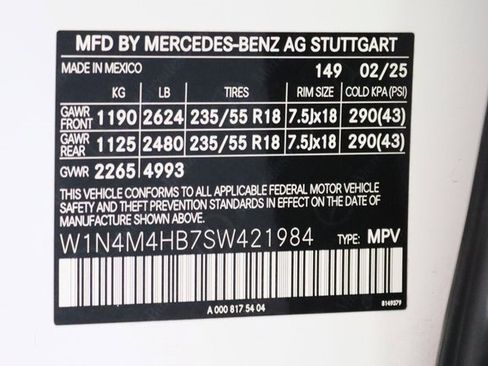 MFD BY MERCEDES-BENZ AG STUTTGART
MADE IN MEXICO 149 02/25
KG LB TIRES RIM SIZE COLD KPA(PSI)
GAWR FRONT 1190 2624 235/55 R18 7.5Jx18 290(43)
GAWR REAR 1125 2480 235/55 R18 7.5Jx18 290(43)
GVWR 2265 4993
THIS VEHICLE CONFORMS TO ALL APPLICABLE FEDERAL MOTOR VEHICLE
SAFETY AND THEFT PREVENTION STANDARDS IN EFFECT ON THE DATE OF
MANUFACTURE SHOWN ABOVE.
W1N4M4HB7SW421984 TYPE: MPV
A 000 817 54 04 8149379